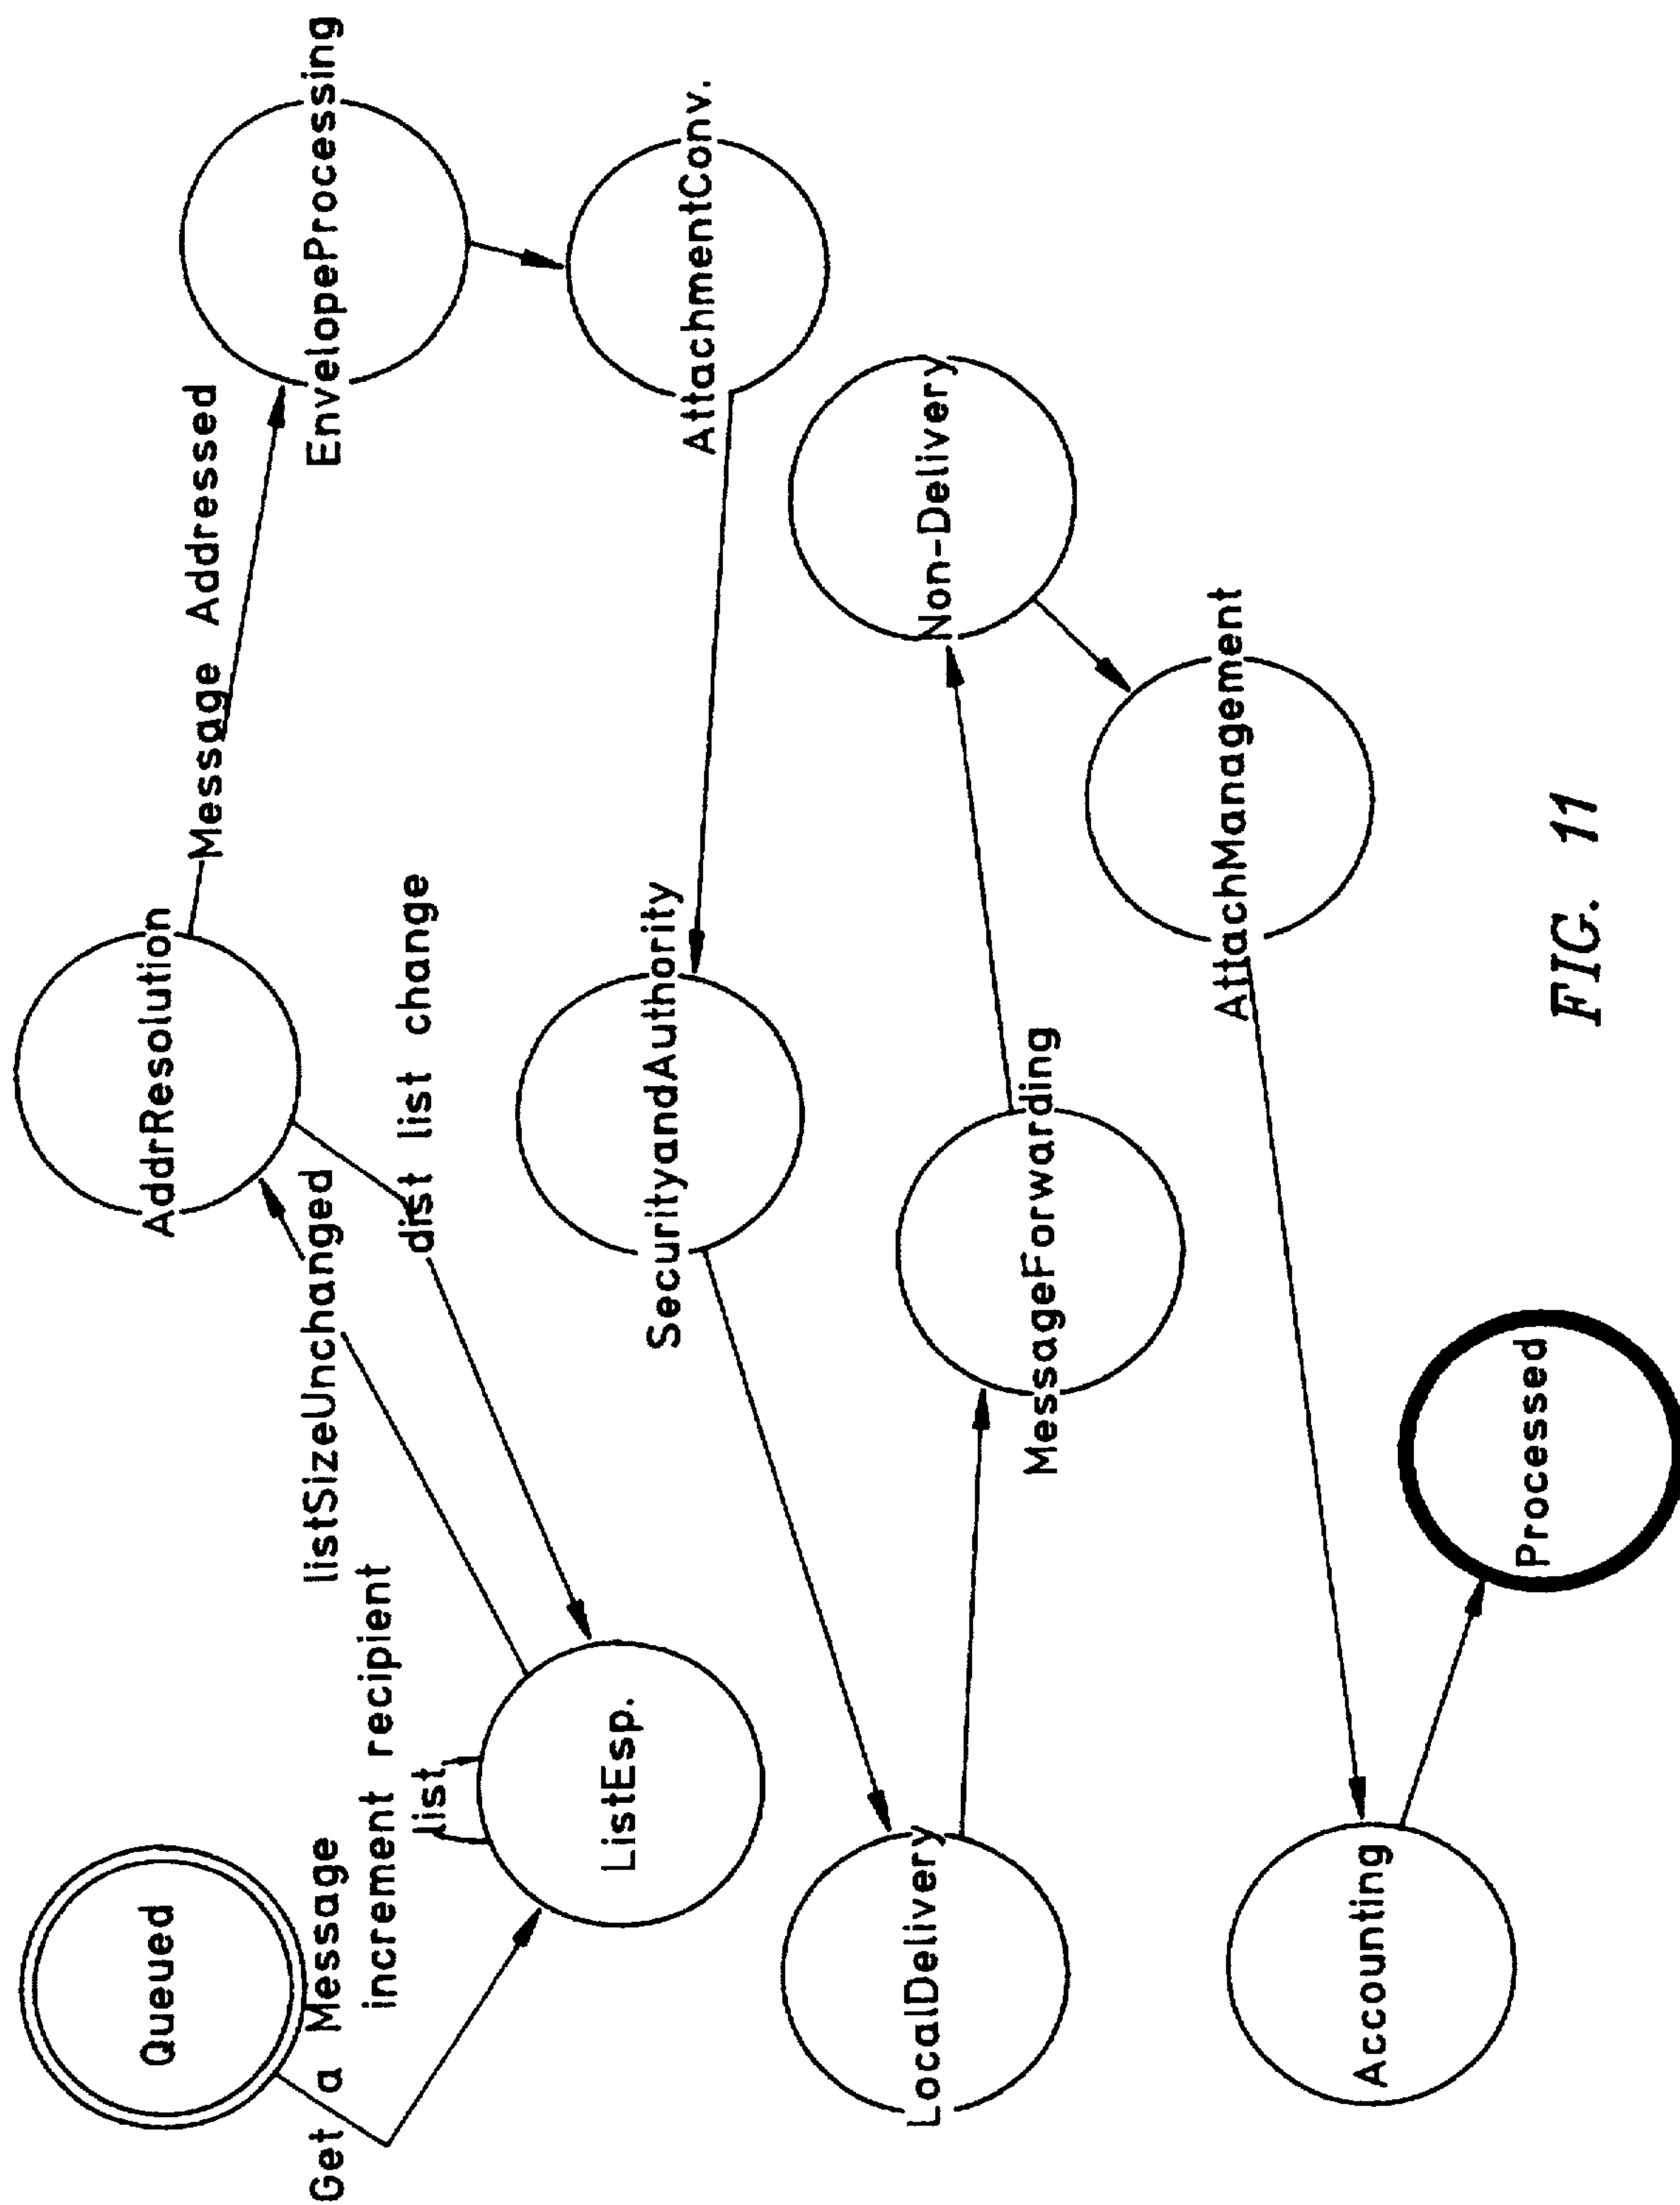 Queued
AddrResolution
Get a Message
Message Addressed
EnvelopeProcessing
listSizeUnchanged
increment recipient
list
dist list change
ListEsp.
SecurityandAuthority
AttachmentConv.
LocalDelivery
Non-Delivery
MessageForwarding
AttachManagement
Accounting
Processed
FIG. 11